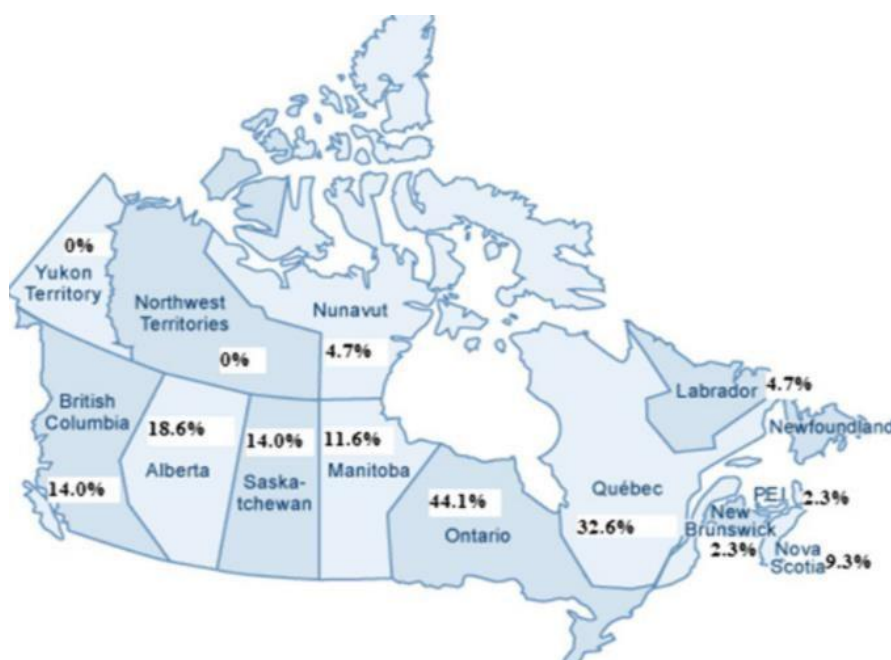 0%
Yukon
Territory
Northwest
Territories
0%
Nunavut
4.7%
British
Columbia
14.0%
18.6%
Alberta
14.0%
Saska-
tchewan
11.6%
Manitoba
44.1%
Ontario
Québec
32.6%
Labrador
4.7%
Newfoundland
PEI
2.3%
New
Brunswick
2.3%
Nova
Scotia
9.3%